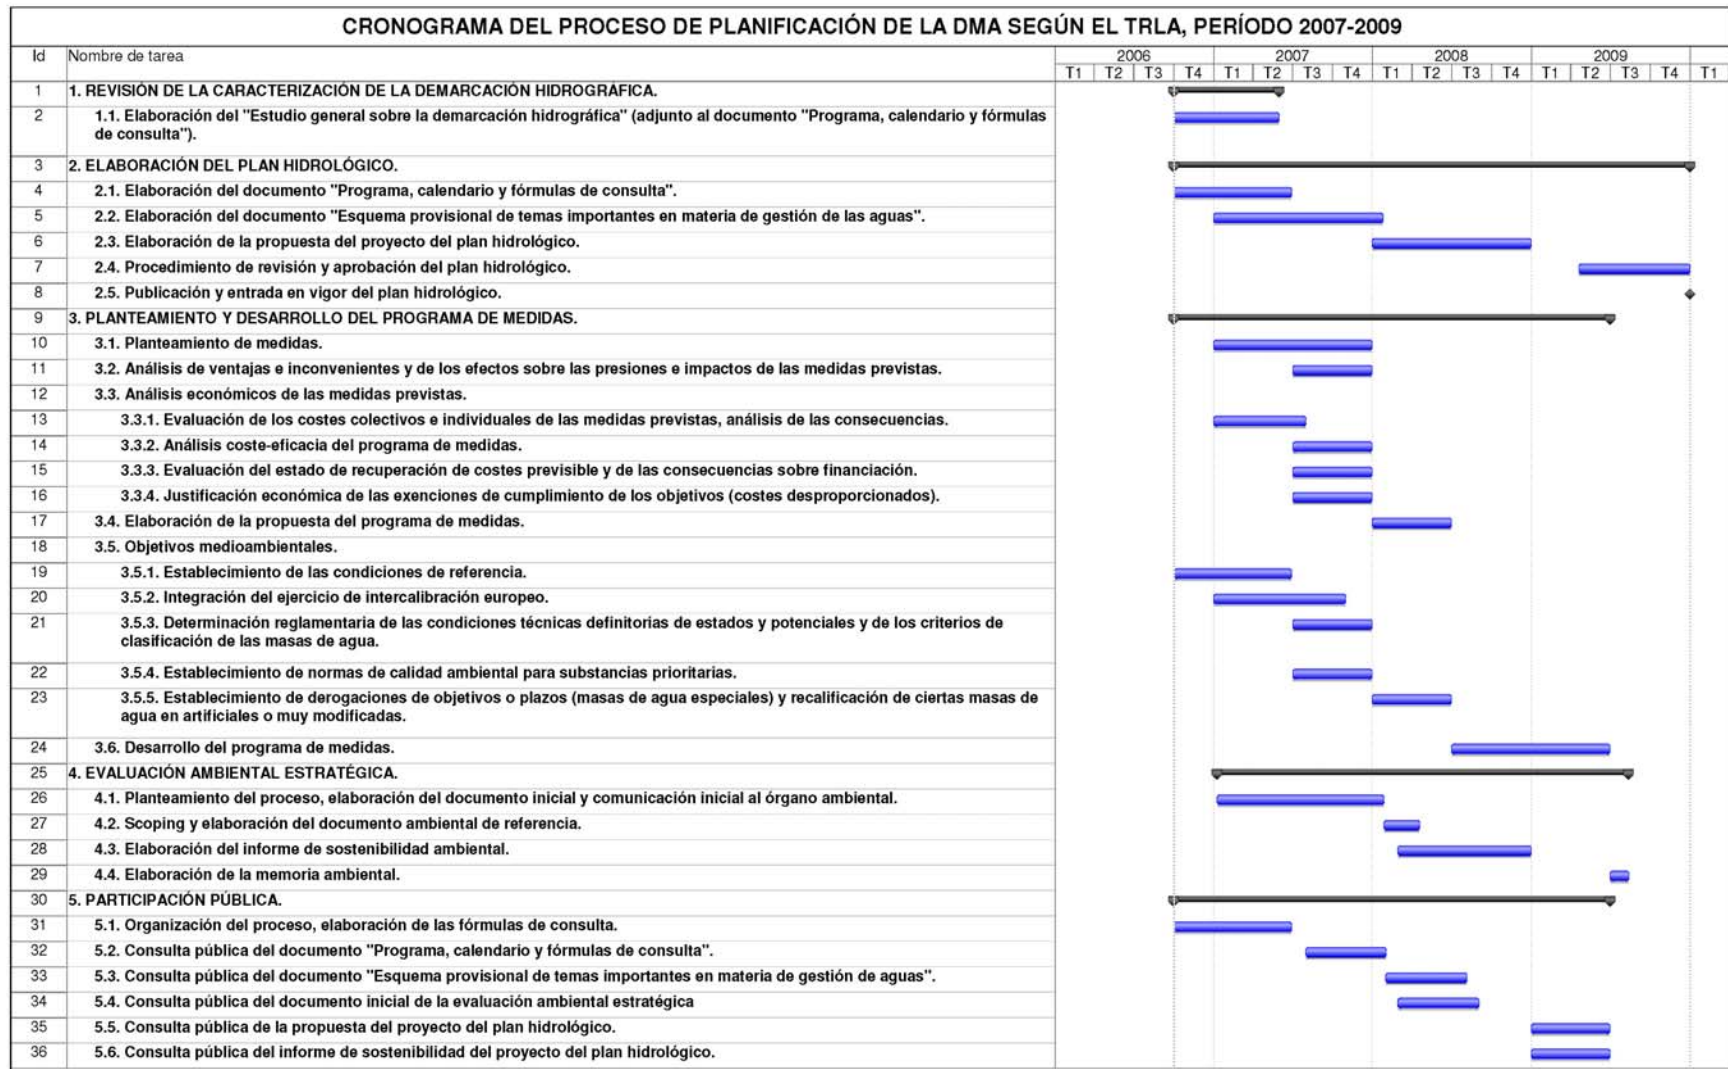 CRONOGRAMA DEL PROCESO DE PLANIFICACIÓN DE LA DMA SEGÚN EL TRLA, PERÍODO 2007-2009
Id Nombre de tarea 2006 2007 2008 2009
T1 T2 T3 T4 T1 T2 T3 T4 T1 T2 T3 T4 T1 T2 T3 T4 T1
1 1. REVISIÓN DE LA CARACTERIZACIÓN DE LA DEMARCACIÓN HIDROGRÁFICA.
2 1.1. Elaboración del "Estudio general sobre la demarcación hidrográfica" (adjunto al documento "Programa, calendario y fórmulas
de consulta").
3 2. ELABORACIÓN DEL PLAN HIDROLÓGICO.
4 2.1. Elaboración del documento "Programa, calendario y fórmulas de consulta".
5 2.2. Elaboración del documento "Esquema provisional de temas importantes en materia de gestión de las aguas".
6 2.3. Elaboración de la propuesta del proyecto del plan hidrológico.
7 2.4. Procedimiento de revisión y aprobación del plan hidrológico.
8 2.5. Publicación y entrada en vigor del plan hidrológico.
9 3. PLANTEAMIENTO Y DESARROLLO DEL PROGRAMA DE MEDIDAS.
10 3.1. Planteamiento de medidas.
11 3.2. Análisis de ventajas e inconvenientes y de los efectos sobre las presiones e impactos de las medidas previstas.
12 3.3. Análisis económicos de las medidas previstas.
13 3.3.1. Evaluación de los costes colectivos e individuales de las medidas previstas, análisis de las consecuencias.
14 3.3.2. Análisis coste-eficacia del programa de medidas.
15 3.3.3. Evaluación del estado de recuperación de costes previsible y de las consecuencias sobre financiación.
16 3.3.4. Justificación económica de las exenciones de cumplimiento de los objetivos (costes desproporcionados).
17 3.4. Elaboración de la propuesta del programa de medidas.
18 3.5. Objetivos medioambientales.
19 3.5.1. Establecimiento de las condiciones de referencia.
20 3.5.2. Integración del ejercicio de intercalibración europeo.
21 3.5.3. Determinación reglamentaria de las condiciones técnicas definitorias de estados y potenciales y de los criterios de
clasificación de las masas de agua.
22 3.5.4. Establecimiento de normas de calidad ambiental para substancias prioritarias.
23 3.5.5. Establecimiento de derogaciones de objetivos o plazos (masas de agua especiales) y recalificación de ciertas masas de
agua en artificiales o muy modificadas.
24 3.6. Desarrollo del programa de medidas.
25 4. EVALUACIÓN AMBIENTAL ESTRATÉGICA.
26 4.1. Planteamiento del proceso, elaboración del documento inicial y comunicación inicial al órgano ambiental.
27 4.2. Scoping y elaboración del documento ambiental de referencia.
28 4.3. Elaboración del informe de sostenibilidad ambiental.
29 4.4. Elaboración de la memoria ambiental.
30 5. PARTICIPACIÓN PÚBLICA.
31 5.1. Organización del proceso, elaboración de las fórmulas de consulta.
32 5.2. Consulta pública del documento "Programa, calendario y fórmulas de consulta".
33 5.3. Consulta pública del documento "Esquema provisional de temas importantes en materia de gestión de aguas".
34 5.4. Consulta pública del documento inicial de la evaluación ambiental estratégica
35 5.5. Consulta pública de la propuesta del proyecto del plan hidrológico.
36 5.6. Consulta pública del informe de sostenibilidad del proyecto del plan hidrológico.